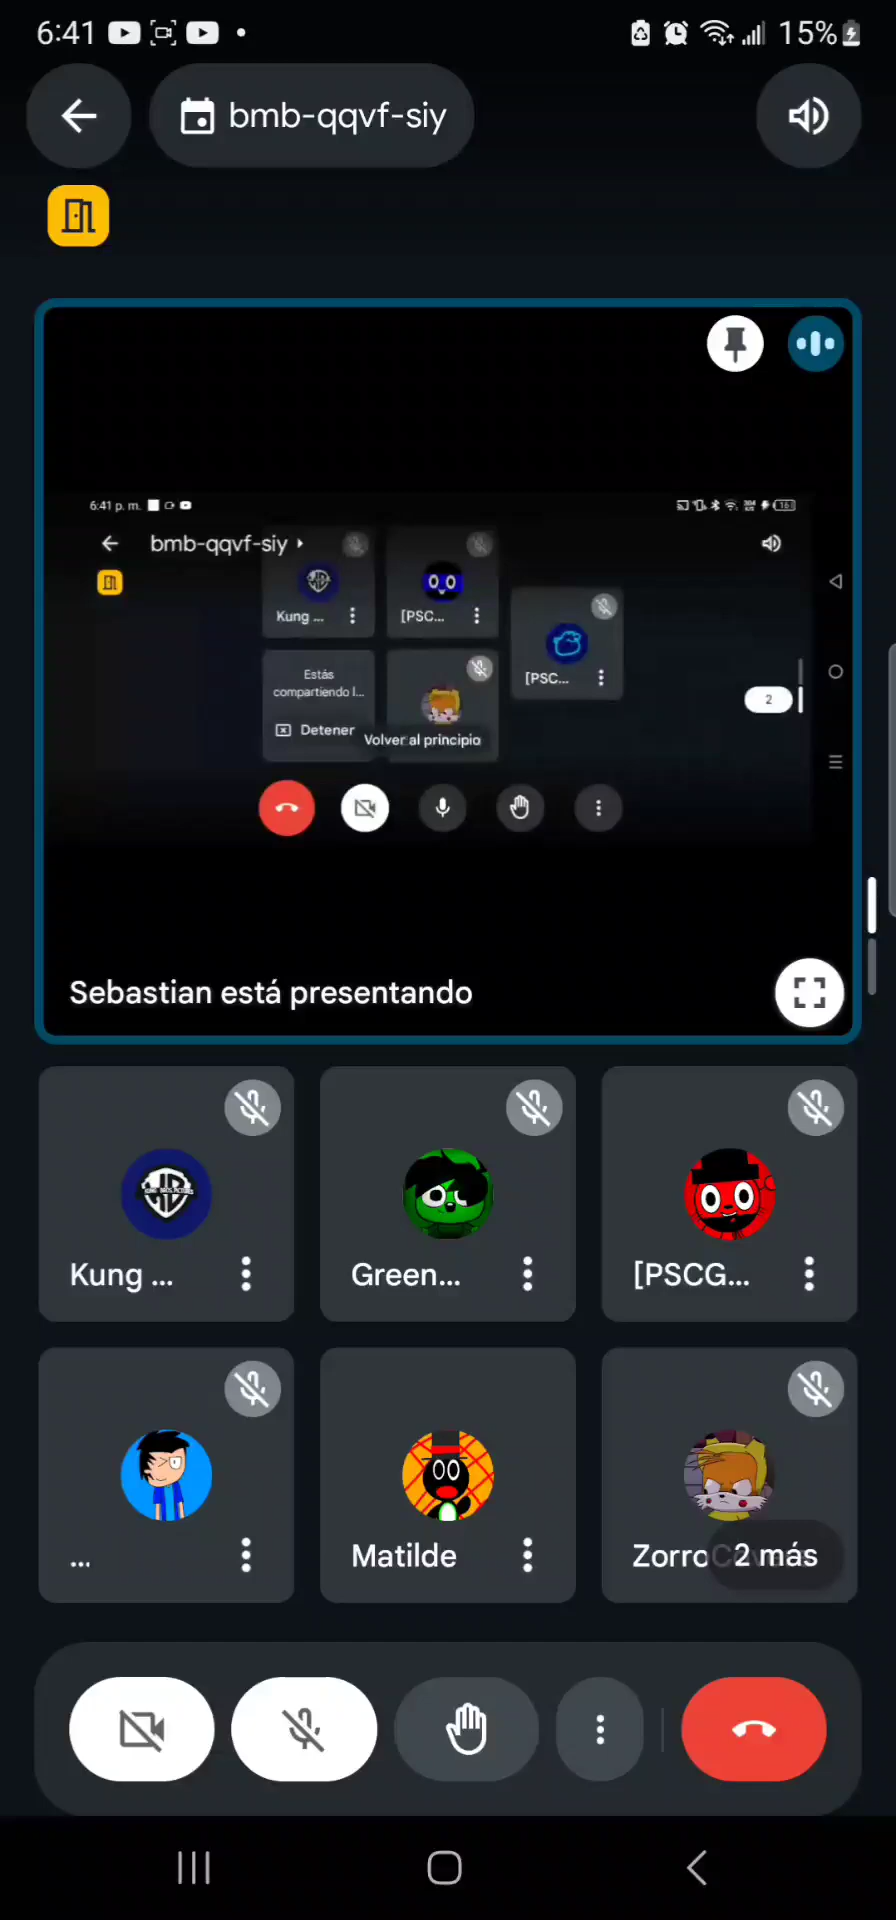 6:41
15%
bmb-qqvf-siy
6:41 p. m.
bmb-qqvf-siy
Kung ...
[PSC...
[PSC...
Estás
compartiendo l...
Detener
Volver al principio
2
Sebastian está presentando
Kung ...
Green...
[PSCG...
...
Matilde
Zorro
2 más